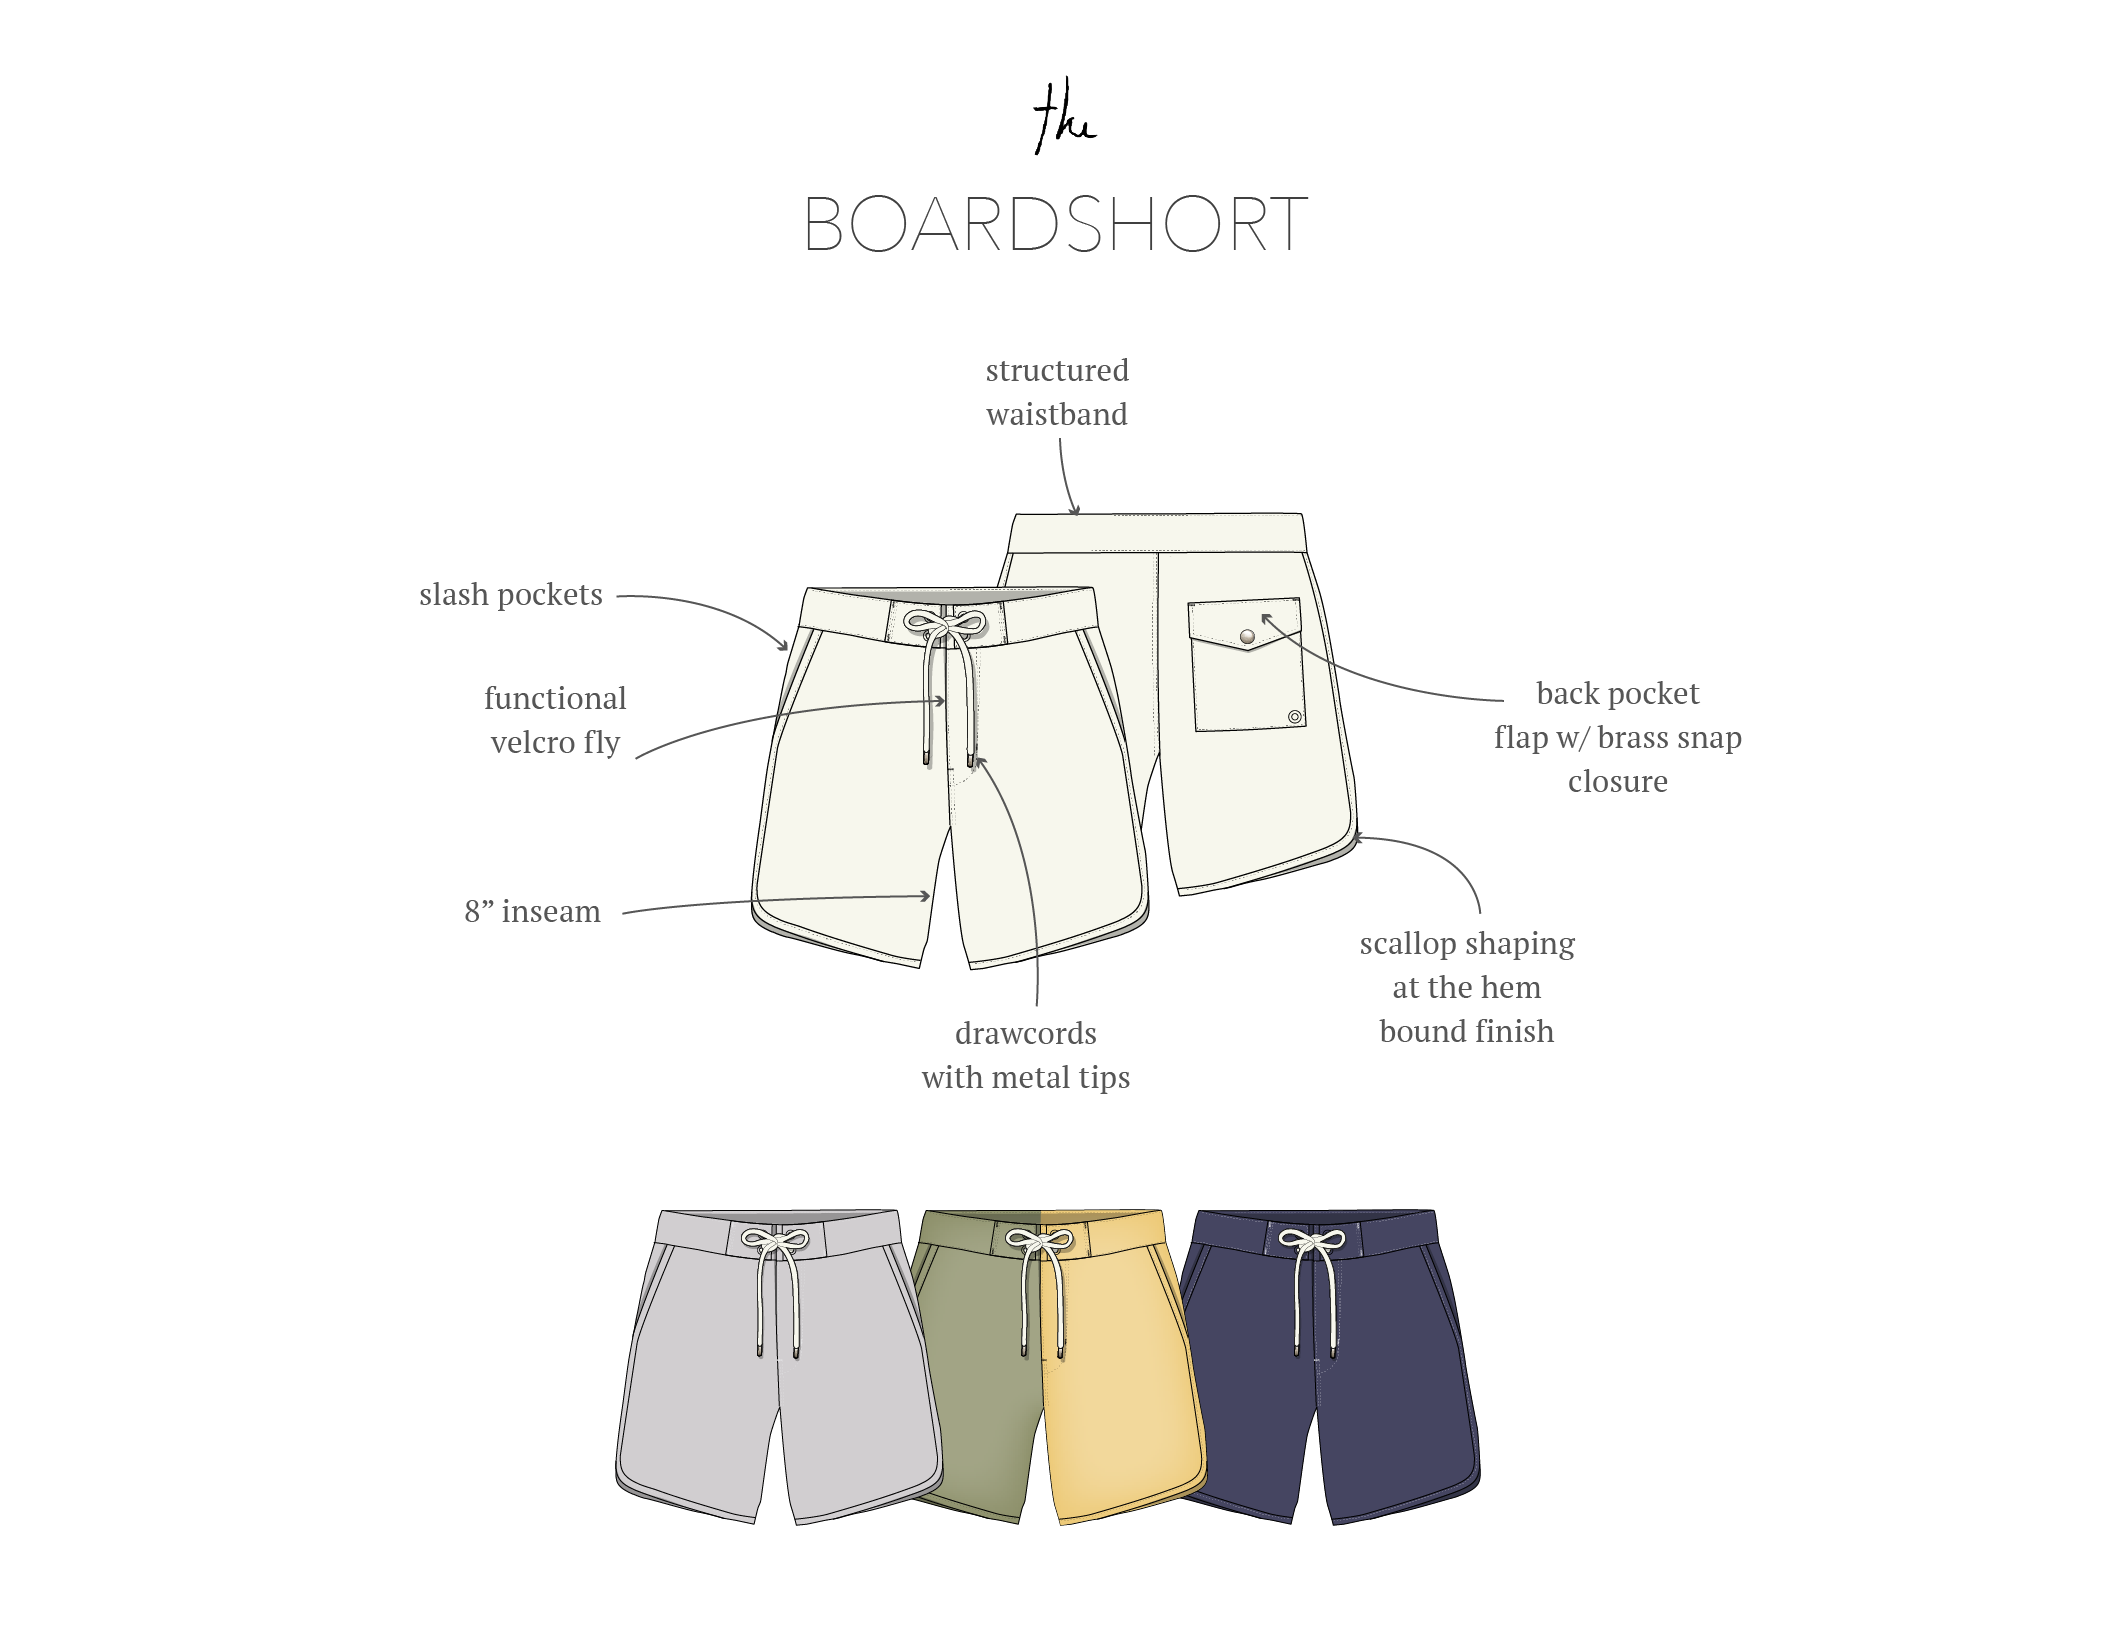 the
BOARDSHORT
structured
waistband
slash pockets
functional
velcro fly
back pocket
flap w/ brass snap
closure
8” inseam
scallop shaping
at the hem
bound finish
drawcords
with metal tips